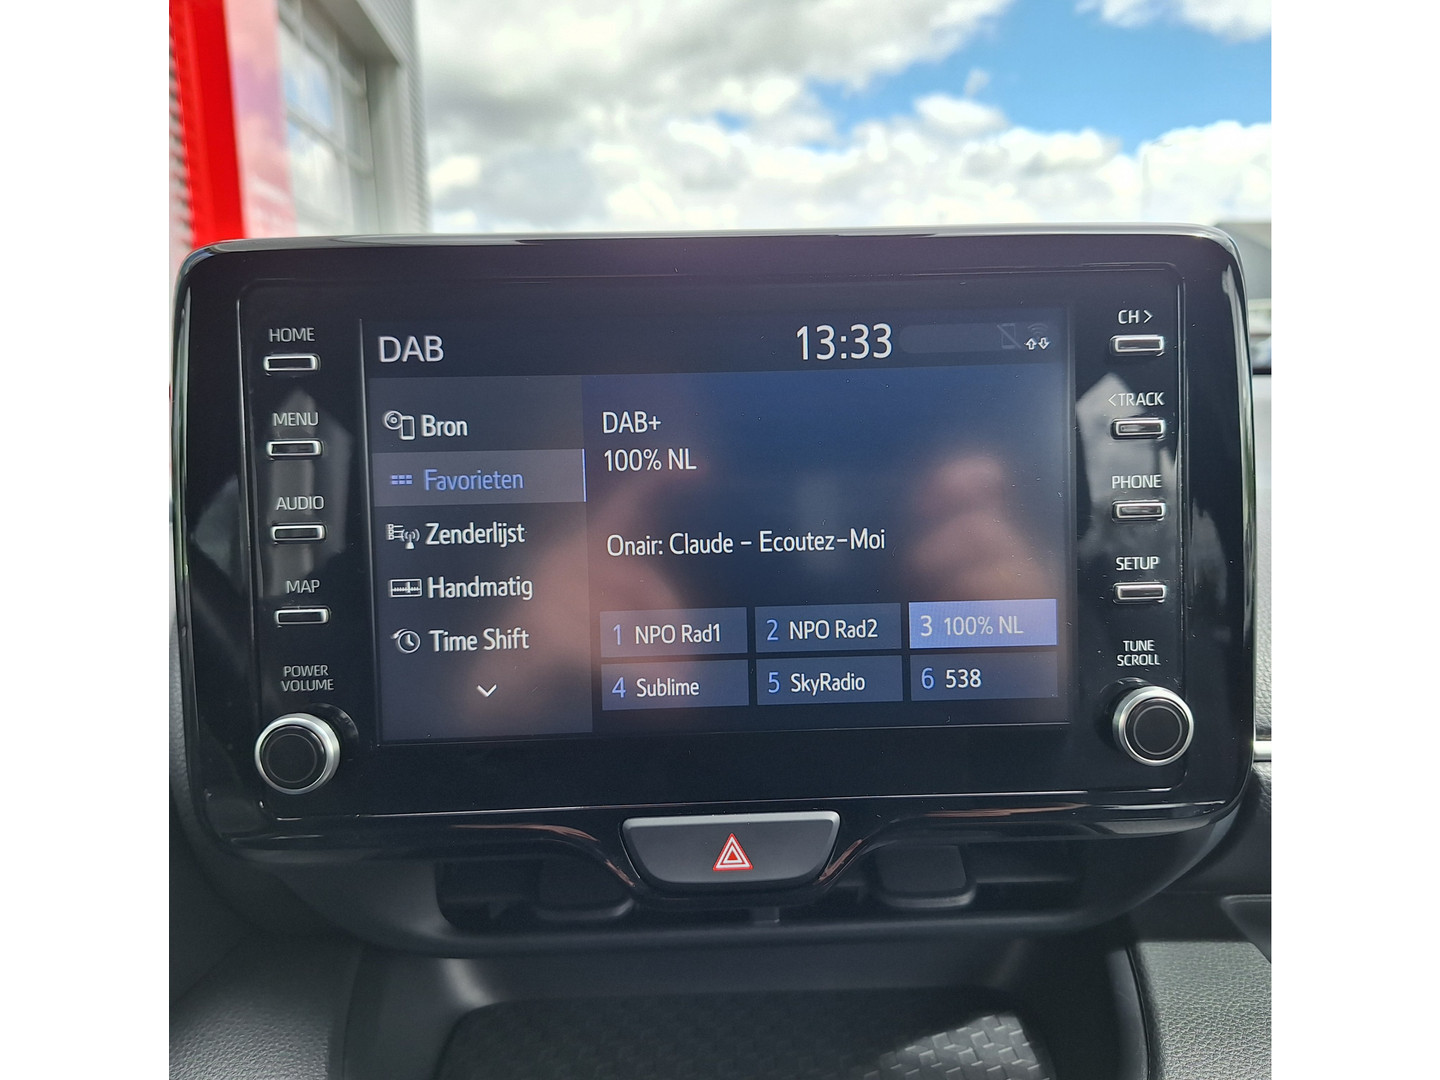 HOME
MENU
AUDIO
MAP
POWER
VOLUME
DAB
13:33
Bron
Favorieten
Zenderlijst
Handmatig
Time Shift
DAB+
100% NL
Onair: Claude - Ecoutez-Moi
1 NPO Rad1
2 NPO Rad2
3 100% NL
4 Sublime
5 SkyRadio
6 538
CH >
<TRACK
PHONE
SETUP
TUNE
SCROLL